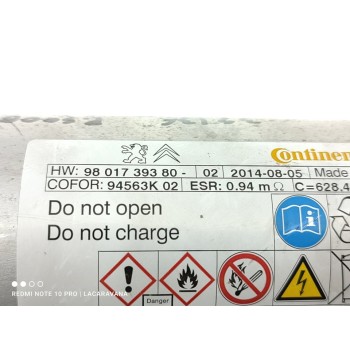 Continen
HW: 98 017 393 80 - 02 2014-08-05 Made
COFOR: 94563K 02 ESR: 0.94 mΩ C=628.4
Do not open
Do not charge
Danger
REDMI NOTE 10 PRO | LACARAVANA